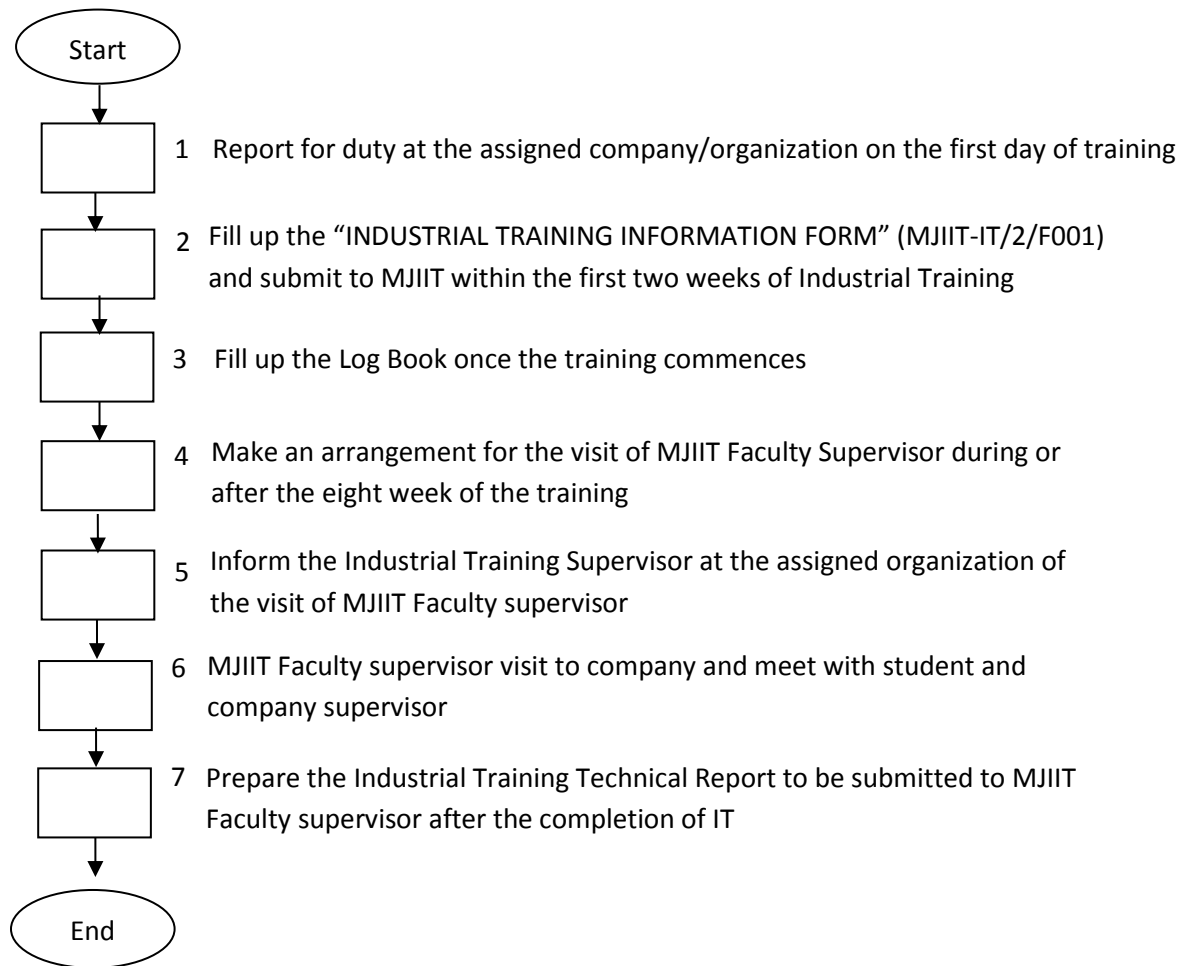 Start
1 Report for duty at the assigned company/organization on the first day of training
2 Fill up the “INDUSTRIAL TRAINING INFORMATION FORM” (MJIIT-IT/2/F001)
and submit to MJIIT within the first two weeks of Industrial Training
3 Fill up the Log Book once the training commences
4 Make an arrangement for the visit of MJIIT Faculty Supervisor during or
after the eight week of the training
5 Inform the Industrial Training Supervisor at the assigned organization of
the visit of MJIIT Faculty supervisor
6 MJIIT Faculty supervisor visit to company and meet with student and
company supervisor
7 Prepare the Industrial Training Technical Report to be submitted to MJIIT
Faculty supervisor after the completion of IT
End